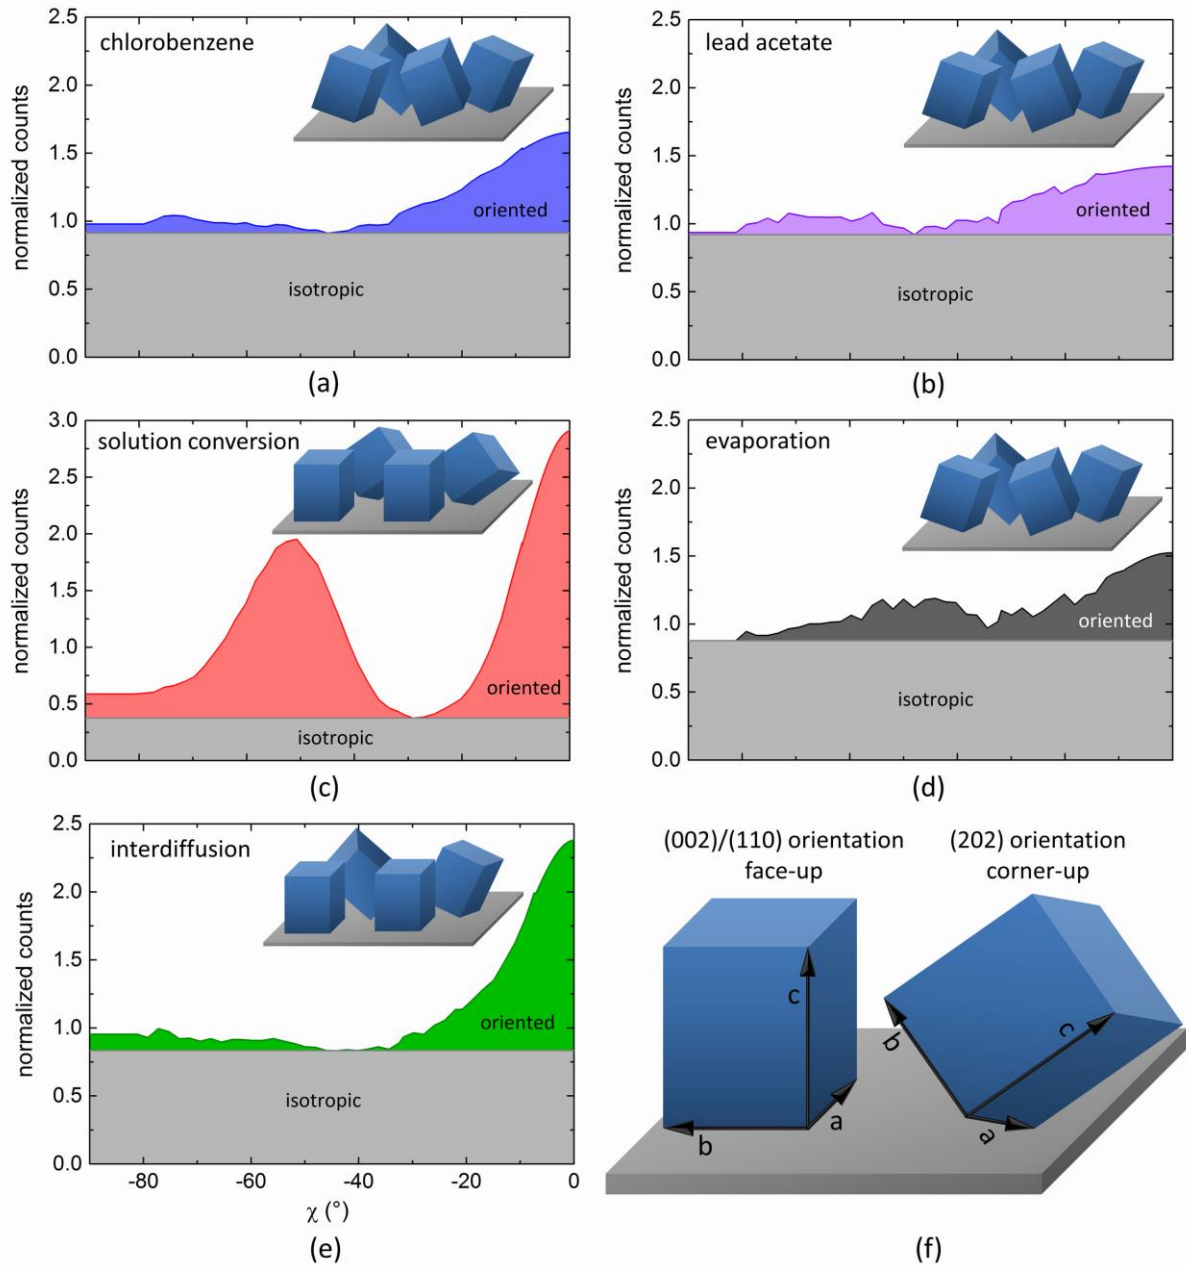 2.5
2.0
1.5
1.0
0.5
0.0
normalized counts
chlorobenzene
oriented
isotropic
(a)
2.5
2.0
1.5
1.0
0.5
0.0
normalized counts
lead acetate
oriented
isotropic
(b)
3.0
2.5
2.0
1.5
1.0
0.5
0.0
normalized counts
solution conversion
oriented
isotropic
(c)
2.5
2.0
1.5
1.0
0.5
0.0
normalized counts
evaporation
oriented
isotropic
(d)
2.5
2.0
1.5
1.0
0.5
0.0
normalized counts
interdiffusion
oriented
isotropic
-80 -60 -40 -20 0
χ (°)
(e)
(002)/(110) orientation
face-up
(202) orientation
corner-up
c
b
a
b
c
a
(f)